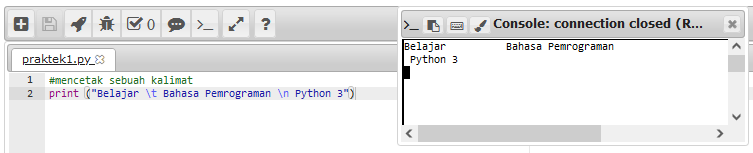 0
praktek1.py
1 #mencetak sebuah kalimat
2 print ("Belajar \t Bahasa Pemrograman \n Python 3")
Console: connection closed (R...
Belajar Bahasa Pemrograman
Python 3